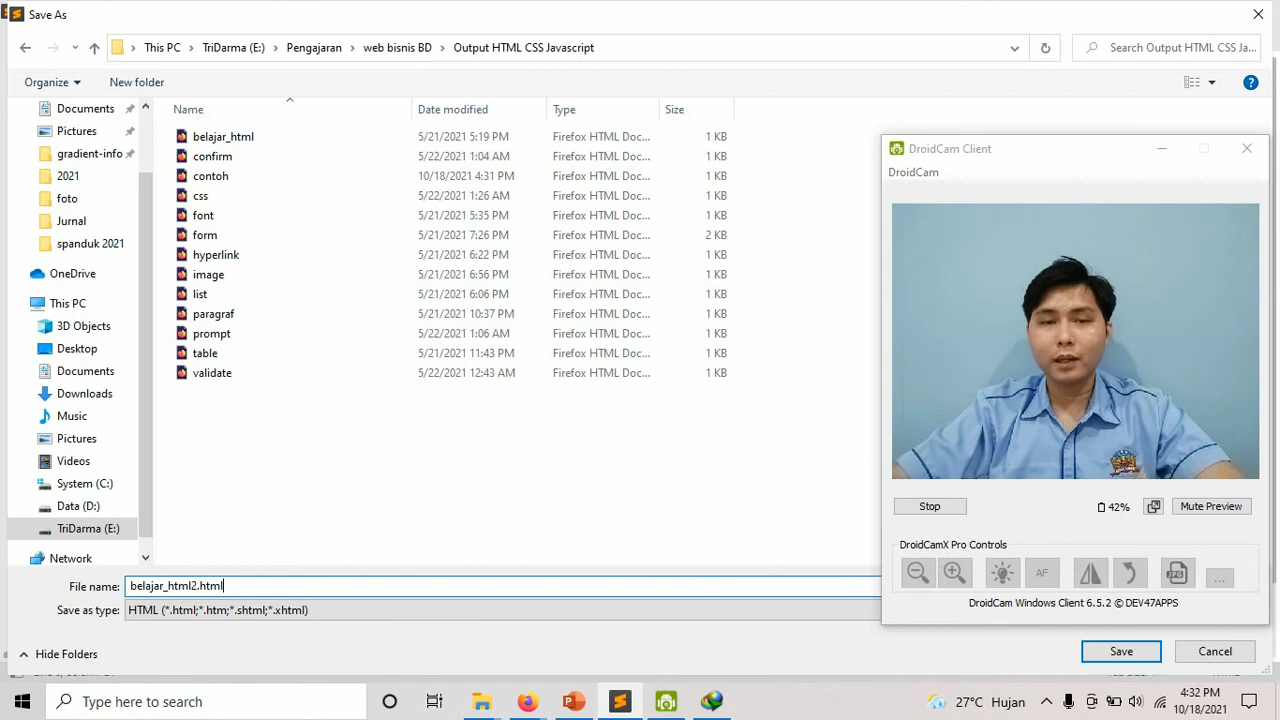 Save As
This PC
TriDarma (E:)
Pengajaran
web bisnis BD
Output HTML CSS Javascript
Search Output HTML CSS Ja...
Organize
New folder
Documents
Pictures
gradient-info
2021
foto
Jurnal
spanduk 2021
OneDrive
This PC
3D Objects
Desktop
Documents
Downloads
Music
Pictures
Videos
System (C:)
Data (D:)
TriDarma (E:)
Network
Name Date modified Type Size
belajar_html 5/21/2021 5:19 PM Firefox HTML Doc... 1 KB
confirm 5/22/2021 1:04 AM Firefox HTML Doc... 1 KB
contoh 10/18/2021 4:31 PM Firefox HTML Doc... 1 KB
css 5/22/2021 1:26 AM Firefox HTML Doc... 1 KB
font 5/21/2021 5:35 PM Firefox HTML Doc... 1 KB
form 5/21/2021 7:26 PM Firefox HTML Doc... 2 KB
hyperlink 5/21/2021 6:22 PM Firefox HTML Doc... 1 KB
image 5/21/2021 6:56 PM Firefox HTML Doc... 1 KB
list 5/21/2021 6:06 PM Firefox HTML Doc... 1 KB
paragraf 5/21/2021 10:37 PM Firefox HTML Doc... 1 KB
prompt 5/22/2021 1:06 AM Firefox HTML Doc... 1 KB
table 5/21/2021 11:43 PM Firefox HTML Doc... 1 KB
validate 5/22/2021 12:43 AM Firefox HTML Doc... 1 KB
DroidCam Client
DroidCam
Stop
42%
Mute Preview
DroidCamX Pro Controls
AF
...
DroidCam Windows Client 6.5.2 © DEV47APPS
File name: belajar_html2.html
Save as type: HTML (*.html;*.htm;*.shtml;*.xhtml)
Hide Folders
Save
Cancel
Type here to search
27°C Hujan
4:32 PM
10/18/2021